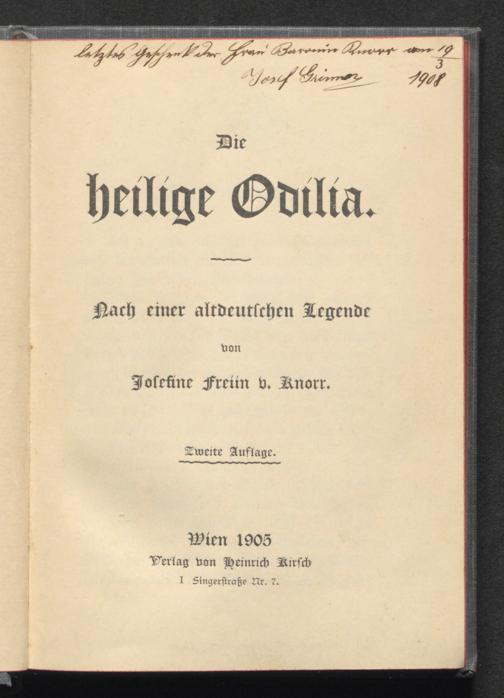 letztes Geschenk der Frau Baronin Knorr am 19/3
Josef 1908
Die
heilige Odilia.
Nach einer altdeutschen Legende
von
Josefine Freiin v. Knorr.
Zweite Auflage.
Wien 1905
Verlag von Heinrich Kirsch
I Singerstraße Nr. 7.